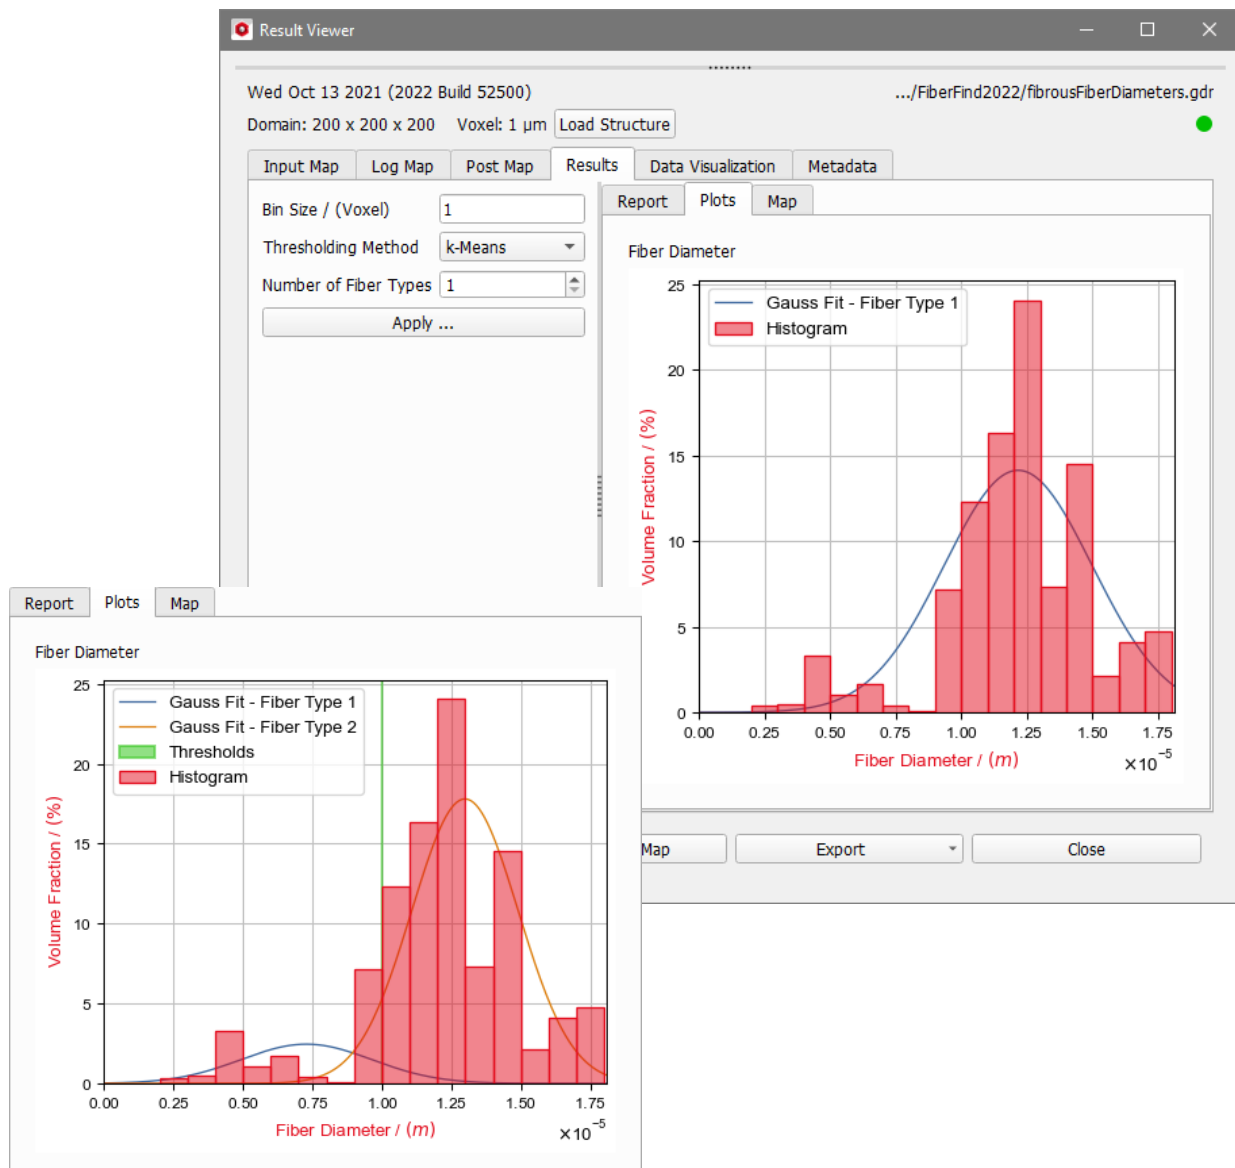 Result Viewer
Wed Oct 13 2021 (2022 Build 52500)
.../FiberFind2022/fibrousFiberDiameters.gdr
Domain: 200 x 200 x 200 Voxel: 1 µm Load Structure
Input Map Log Map Post Map Results Data Visualization Metadata
Bin Size / (Voxel) 1
Thresholding Method k-Means
Number of Fiber Types 1
Apply ...
Report Plots Map
Fiber Diameter
Gauss Fit - Fiber Type 1
Histogram
25
20
15
10
5
0
Volume Fraction / (%)
0.00 0.25 0.50 0.75 1.00 1.25 1.50 1.75
Fiber Diameter / (m)
×10⁻⁵
Map Export Close
Report Plots Map
Fiber Diameter
Gauss Fit - Fiber Type 1
Gauss Fit - Fiber Type 2
Thresholds
Histogram
25
20
15
10
5
0
Volume Fraction / (%)
0.00 0.25 0.50 0.75 1.00 1.25 1.50 1.75
Fiber Diameter / (m)
×10⁻⁵